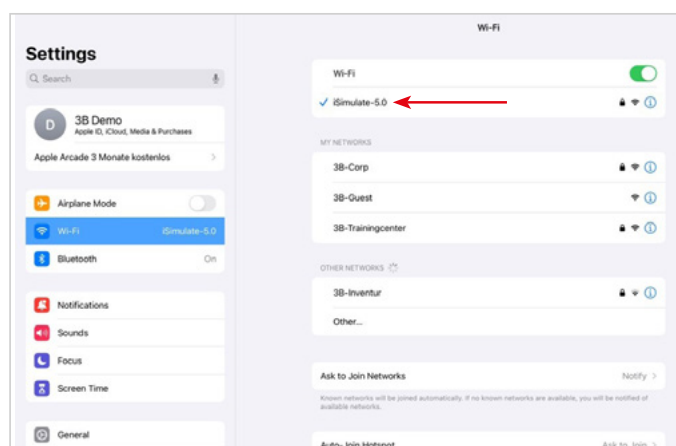 Wi-Fi
Settings
Search
D
3B Demo
Apple ID, iCloud, Media & Purchases
Apple Arcade 3 Monate kostenlos
Airplane Mode
Wi-Fi iSimulate-5.0
Bluetooth On
Notifications
Sounds
Focus
Screen Time
General
Wi-Fi
iSimulate-5.0
MY NETWORKS
3B-Corp
3B-Guest
3B-Trainingcenter
OTHER NETWORKS
3B-Inventur
Other...
Ask to Join Networks Notify
Known networks will be joined automatically. If no known networks are available, you will be notified of
available networks.
Auto-Join Hotspot Ask to Join